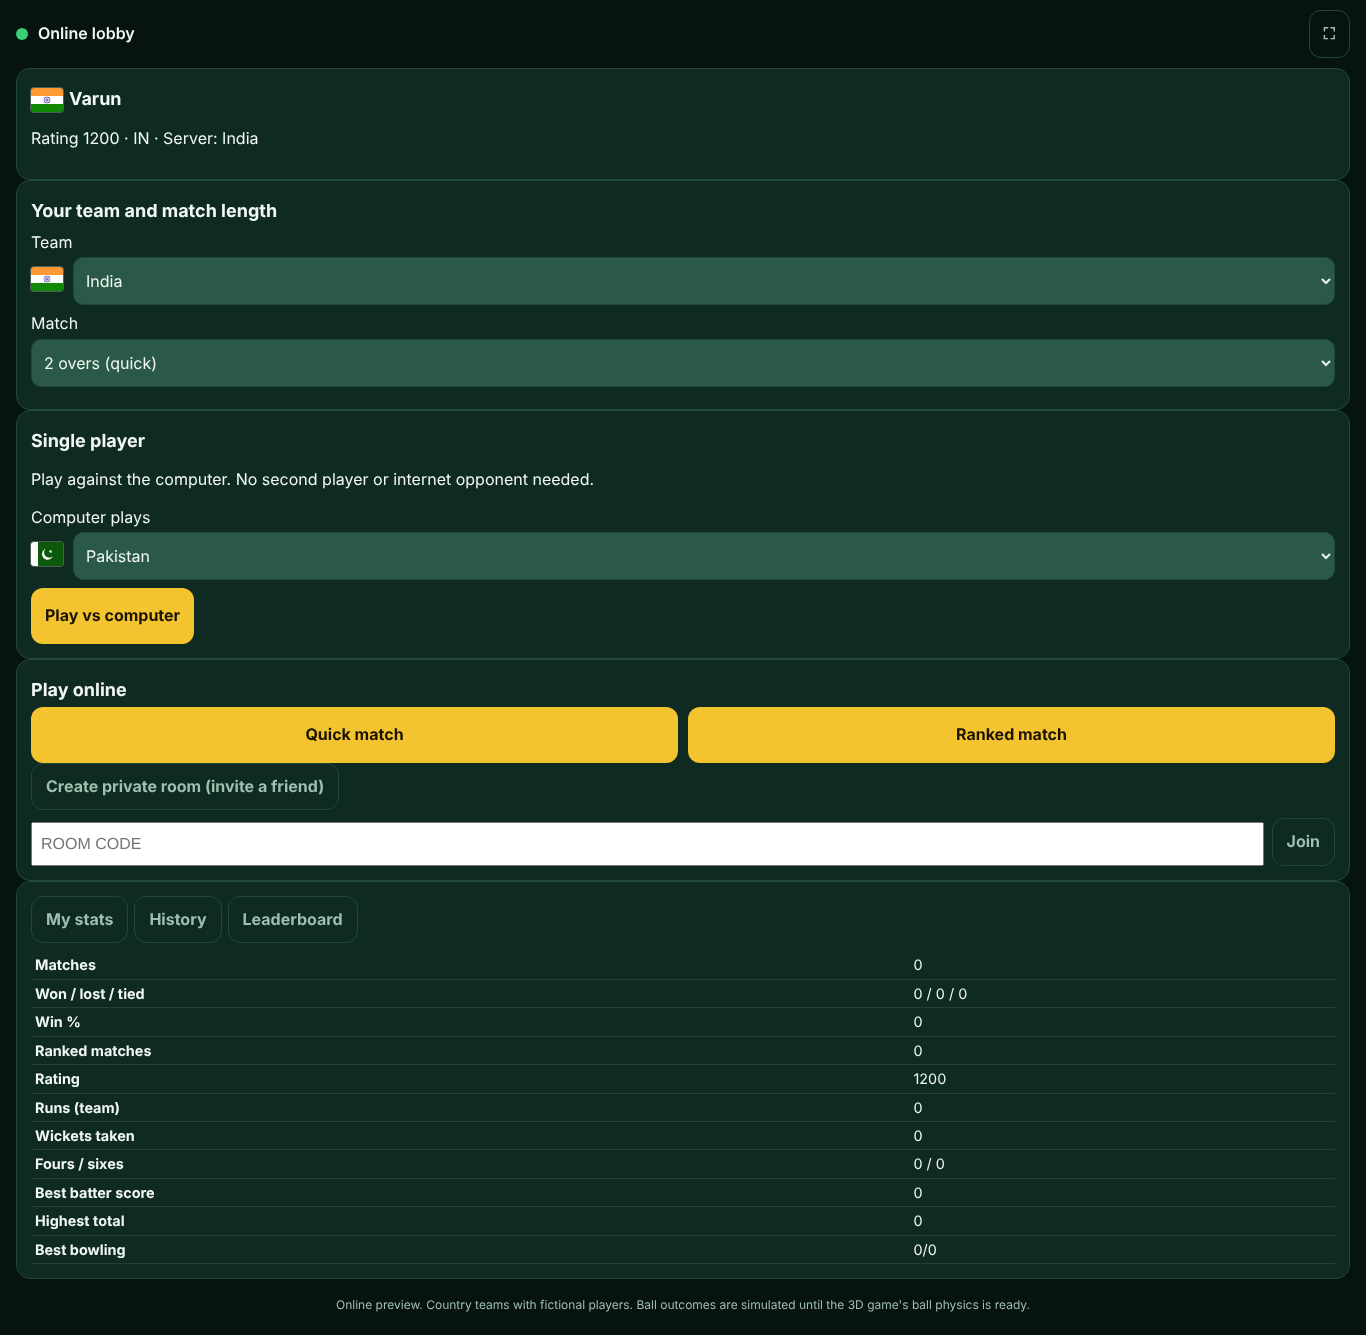 Online lobby
Varun
Rating 1200 · IN · Server: India
Your team and match length
Team
India
Match
2 overs (quick)
Single player
Play against the computer. No second player or internet opponent needed.
Computer plays
Pakistan
Play vs computer
Play online
Quick match Ranked match
Create private room (invite a friend)
ROOM CODE Join
My stats History Leaderboard
Matches 0
Won / lost / tied 0 / 0 / 0
Win % 0
Ranked matches 0
Rating 1200
Runs (team) 0
Wickets taken 0
Fours / sixes 0 / 0
Best batter score 0
Highest total 0
Best bowling 0/0
Online preview. Country teams with fictional players. Ball outcomes are simulated until the 3D game's ball physics is ready.